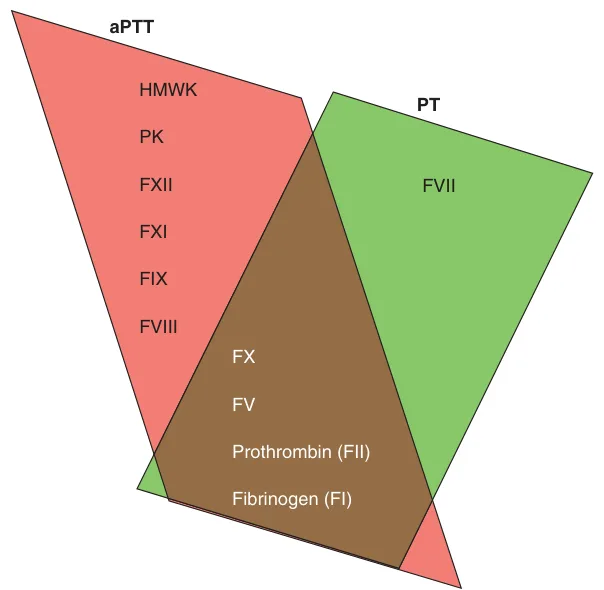 aPTT
HMWK
PK
FXII
FXI
FIX
FVIII
PT
FVII
FX
FV
Prothrombin (FII)
Fibrinogen (FI)